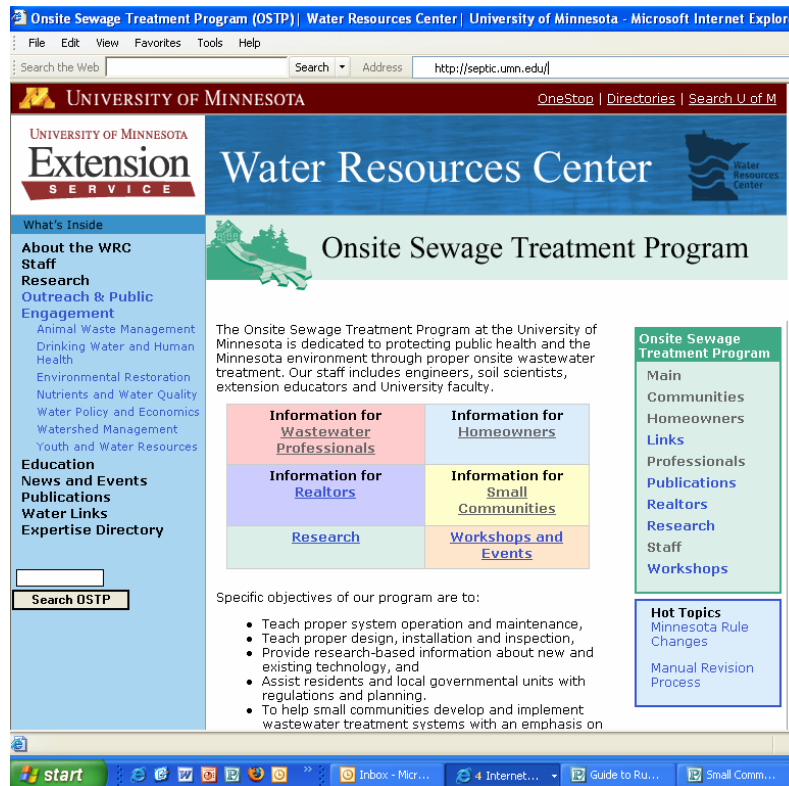 Onsite Sewage Treatment Program (OSTP)| Water Resources Center| University of Minnesota - Microsoft Internet Explor
File Edit View Favorites Tools Help
Search the Web Search Address http://septic.umn.edu/
UNIVERSITY OF MINNESOTA
OneStop | Directories | Search U of M
UNIVERSITY OF MINNESOTA
Extension
SERVICE
Water Resources Center
Water
Resources
Center
What's Inside
About the WRC
Staff
Research
Outreach & Public
Engagement
Animal Waste Management
Drinking Water and Human
Health
Environmental Restoration
Nutrients and Water Quality
Water Policy and Economics
Watershed Management
Youth and Water Resources
Education
News and Events
Publications
Water Links
Expertise Directory
Search OSTP
Onsite Sewage Treatment Program
The Onsite Sewage Treatment Program at the University of
Minnesota is dedicated to protecting public health and the
Minnesota environment through proper onsite wastewater
treatment. Our staff includes engineers, soil scientists,
extension educators and University faculty.
Information for
Wastewater
Professionals
Information for
Homeowners
Information for
Realtors
Information for
Small
Communities
Research
Workshops and
Events
Specific objectives of our program are to:
• Teach proper system operation and maintenance,
• Teach proper design, installation and inspection,
• Provide research-based information about new and
existing technology, and
• Assist residents and local governmental units with
regulations and planning.
• To help small communities develop and implement
wastewater treatment systems with an emphasis on
Onsite Sewage
Treatment Program
Main
Communities
Homeowners
Links
Professionals
Publications
Realtors
Research
Staff
Workshops
Hot Topics
Minnesota Rule
Changes
Manual Revision
Process
start
Inbox - Micr...
4 Internet...
Guide to Ru...
Small Comm...